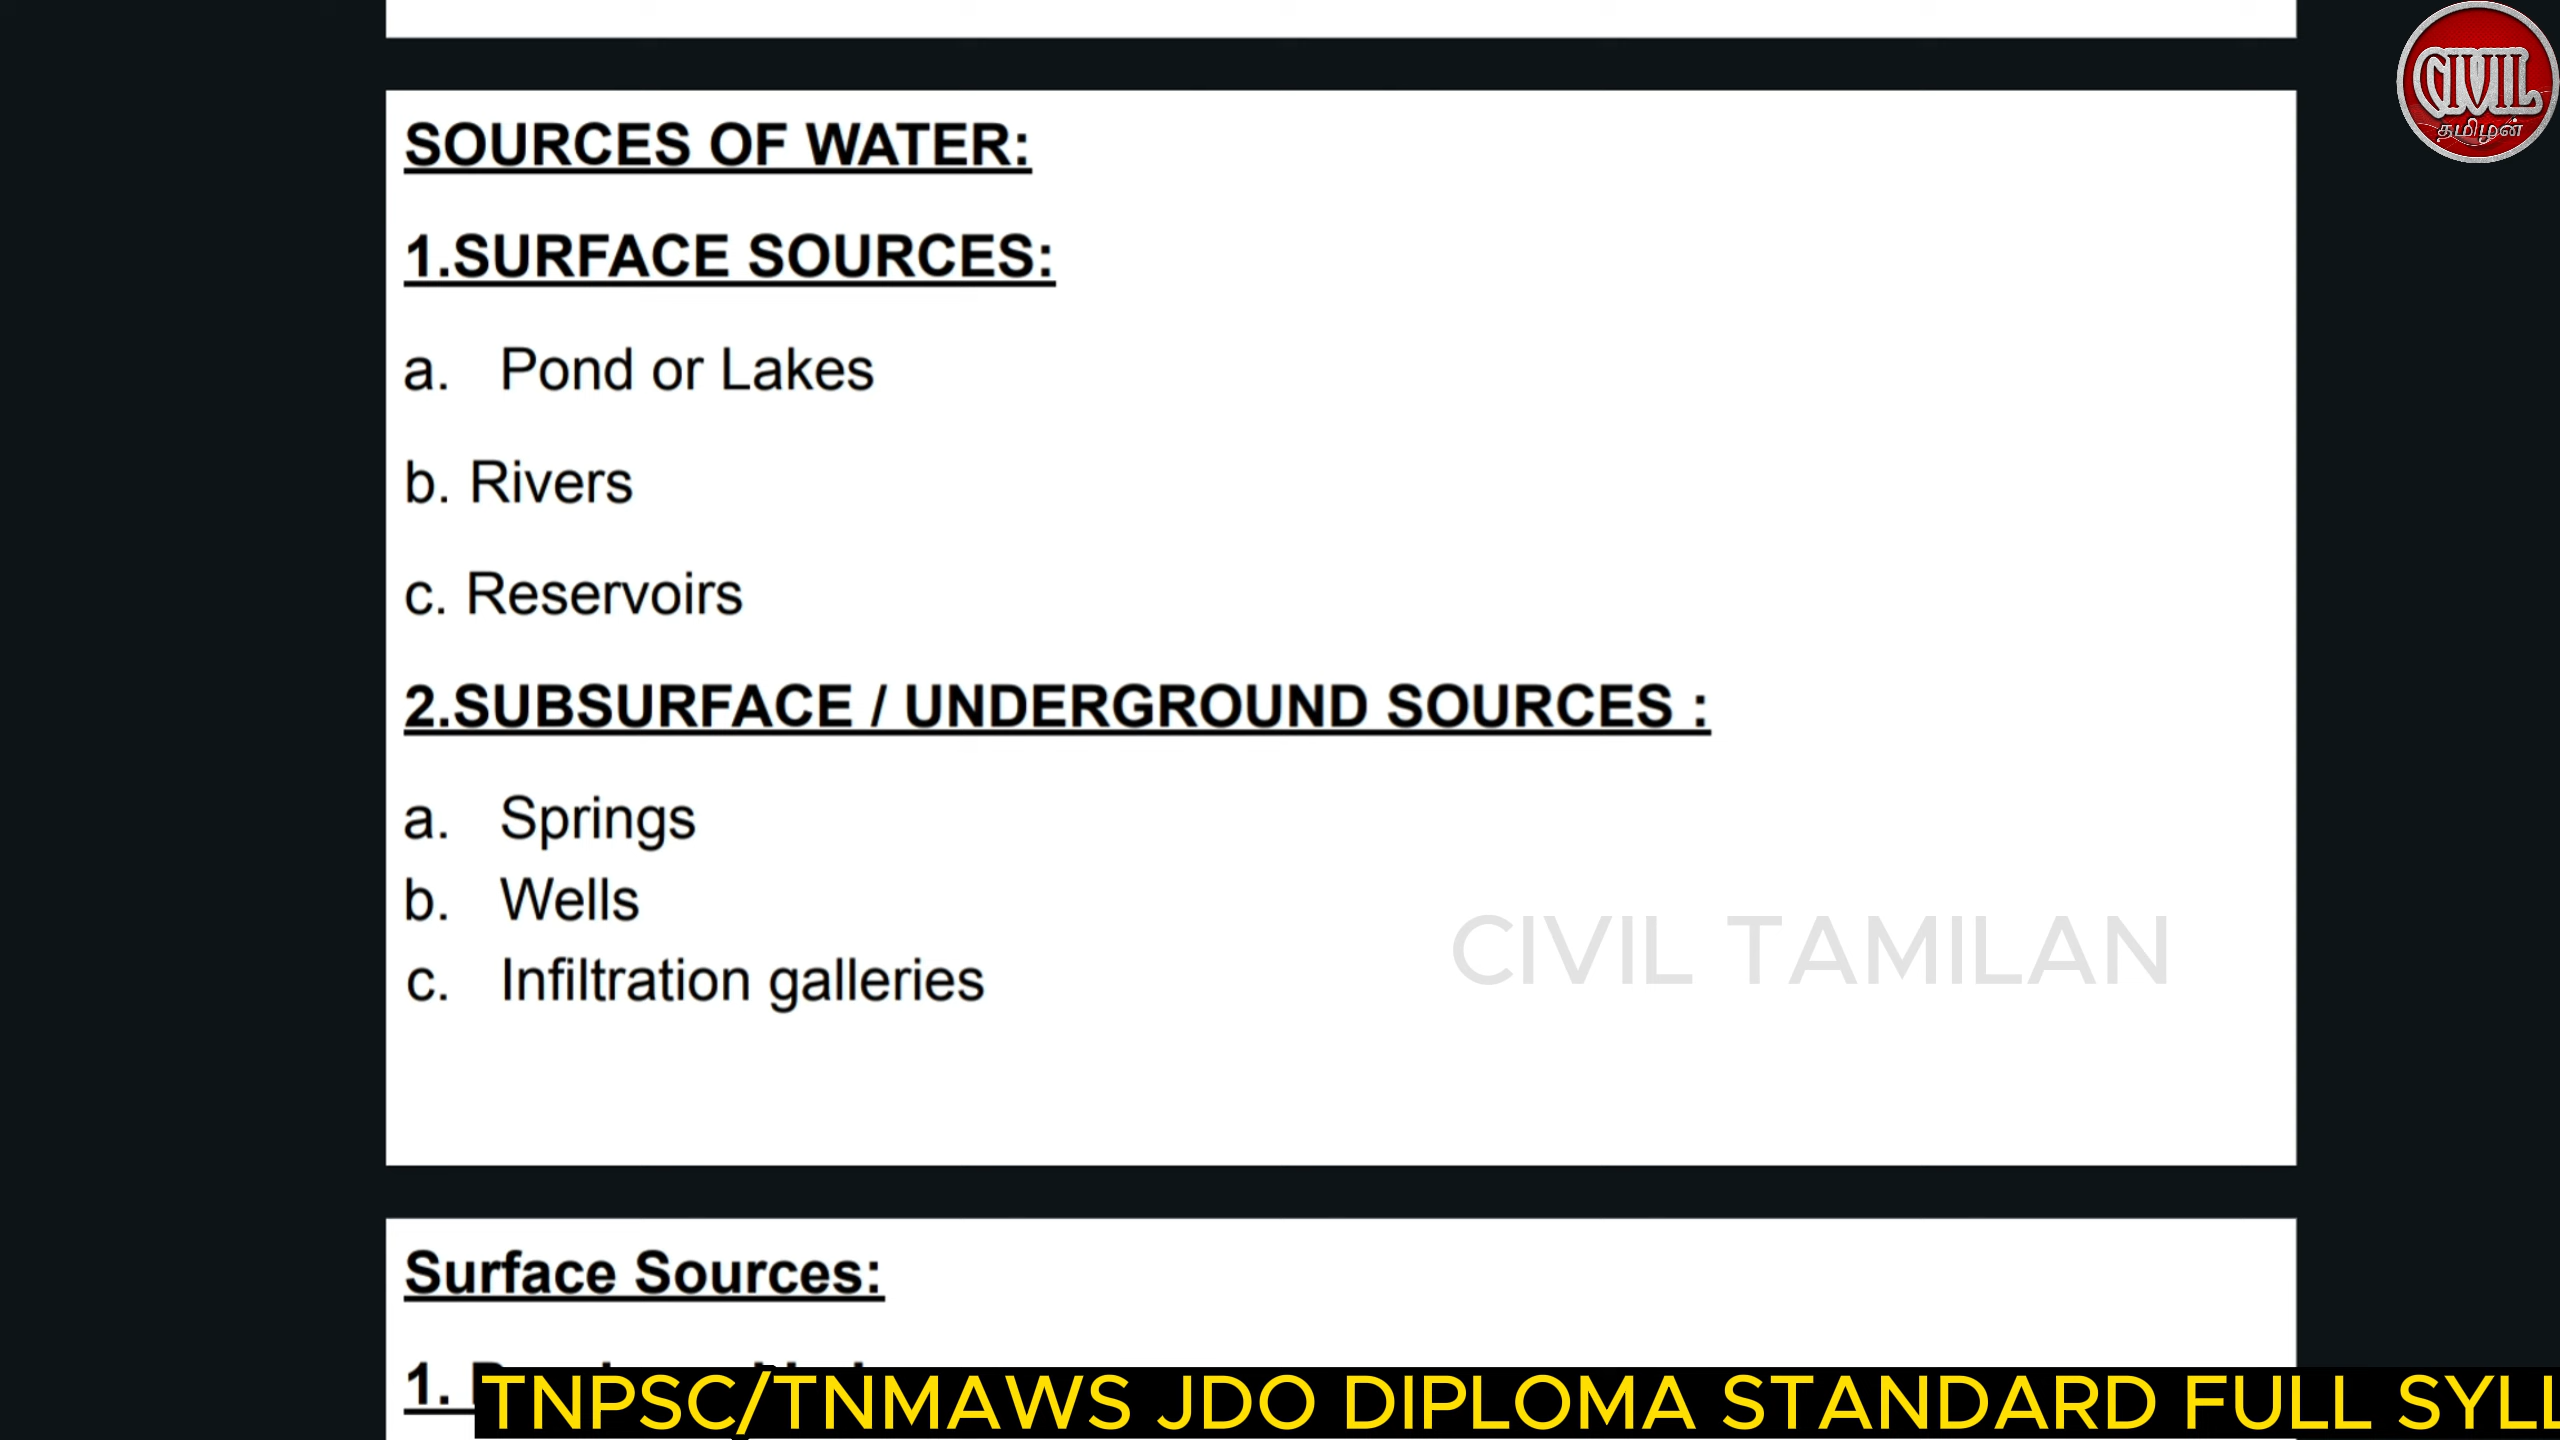 CIVIL
தமிழன்
SOURCES OF WATER:
1.SURFACE SOURCES:
a. Pond or Lakes
b. Rivers
c. Reservoirs
2.SUBSURFACE / UNDERGROUND SOURCES :
a. Springs
b. Wells
c. Infiltration galleries
CIVIL TAMILAN
Surface Sources:
1.
TNPSC/TNMAWS JDO DIPLOMA STANDARD FULL SYLL